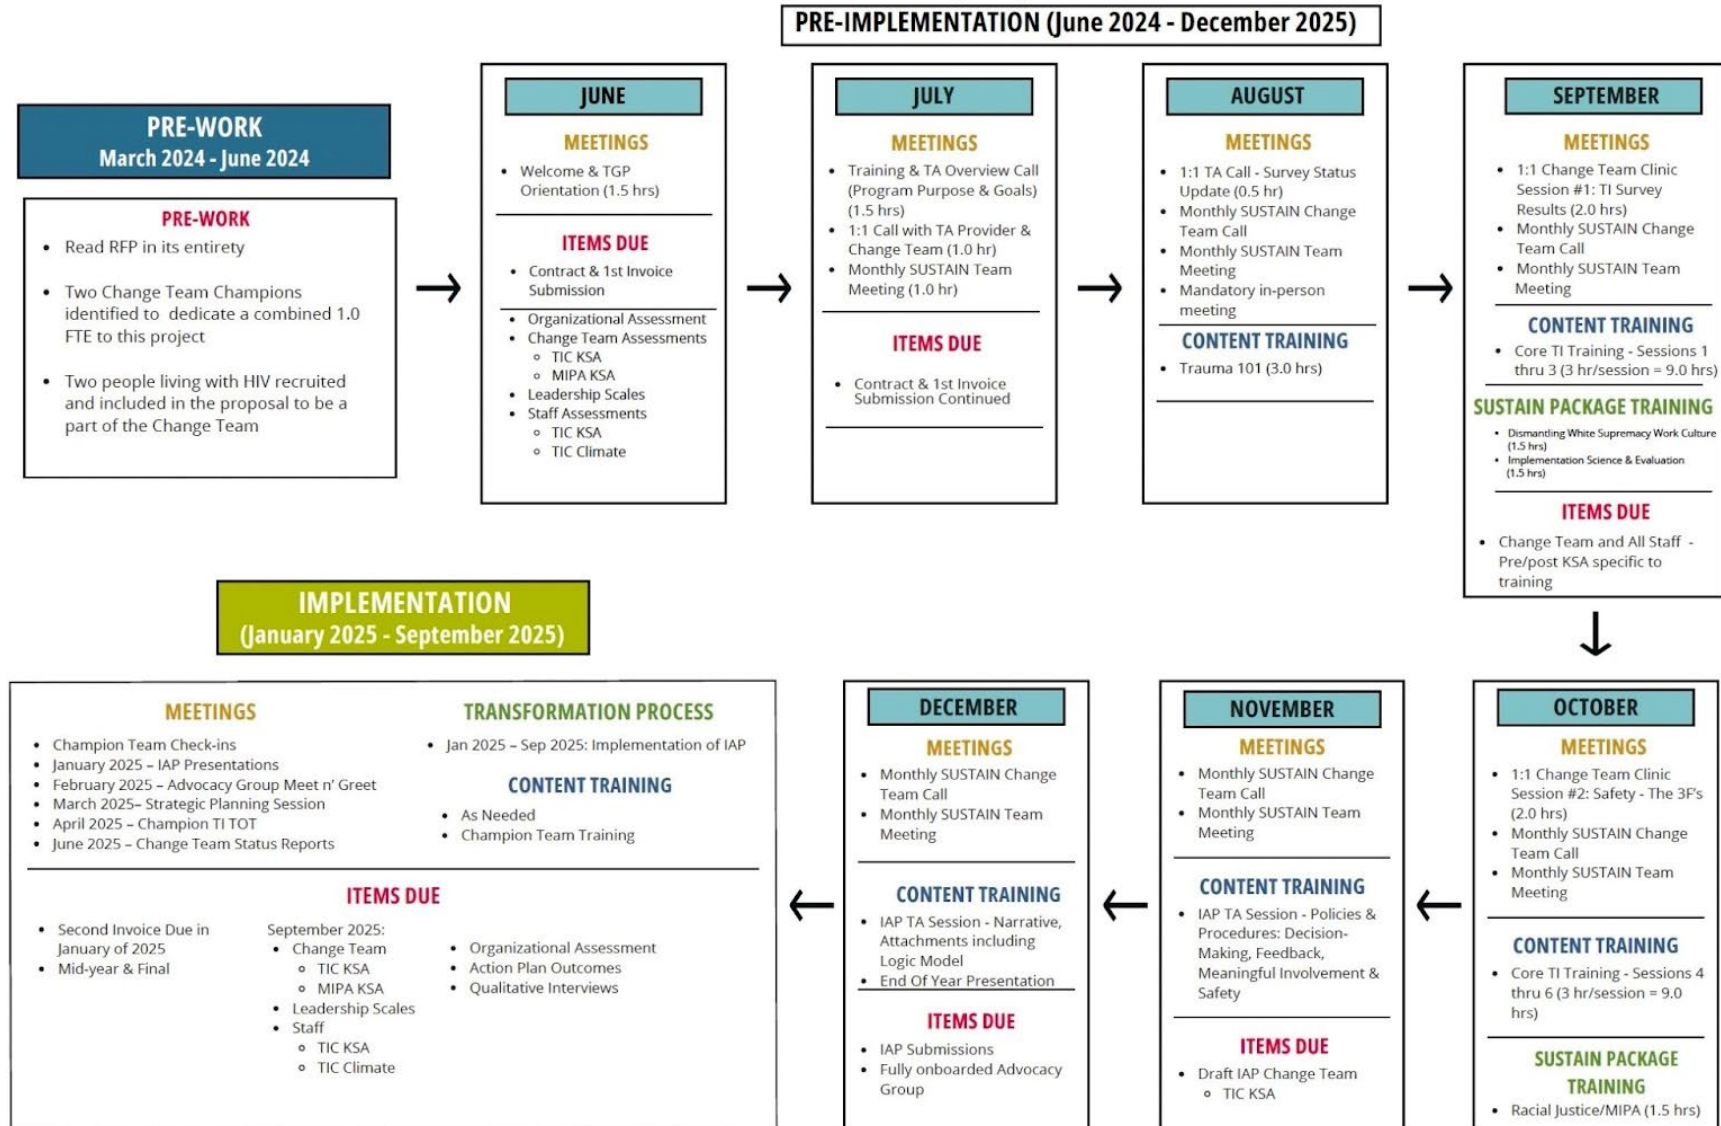 PRE-IMPLEMENTATION (June 2024 - December 2025)
PRE-WORK
March 2024 - June 2024
PRE-WORK
• Read RFP in its entirety
• Two Change Team Champions
identified to dedicate a combined 1.0
FTE to this project
• Two people living with HIV recruited
and included in the proposal to be a
part of the Change Team
JUNE
MEETINGS
• Welcome & TGP
Orientation (1.5 hrs)
ITEMS DUE
• Contract & 1st Invoice
Submission
• Organizational Assessment
• Change Team Assessments
○ TIC KSA
○ MIPA KSA
• Leadership Scales
• Staff Assessments
○ TIC KSA
○ TIC Climate
JULY
MEETINGS
• Training & TA Overview Call
(Program Purpose & Goals)
(1.5 hrs)
• 1:1 Call with TA Provider &
Change Team (1.0 hr)
• Monthly SUSTAIN Team
Meeting (1.0 hr)
ITEMS DUE
• Contract & 1st Invoice
Submission Continued
AUGUST
MEETINGS
• 1:1 TA Call - Survey Status
Update (0.5 hr)
• Monthly SUSTAIN Change
Team Call
• Monthly SUSTAIN Team
Meeting
• Mandatory in-person
meeting
CONTENT TRAINING
• Trauma 101 (3.0 hrs)
SEPTEMBER
MEETINGS
• 1:1 Change Team Clinic
Session #1: TI Survey
Results (2.0 hrs)
• Monthly SUSTAIN Change
Team Call
• Monthly SUSTAIN Team
Meeting
CONTENT TRAINING
• Core TI Training - Sessions 1
thru 3 (3 hr/session = 9.0 hrs)
SUSTAIN PACKAGE TRAINING
• Dismantling White Supremacy Work Culture
(1.5 hrs)
• Implementation Science & Evaluation
(1.5 hrs)
ITEMS DUE
• Change Team and All Staff -
Pre/post KSA specific to
training
OCTOBER
MEETINGS
• 1:1 Change Team Clinic
Session #2: Safety - The 3F's
(2.0 hrs)
• Monthly SUSTAIN Change
Team Call
• Monthly SUSTAIN Team
Meeting
CONTENT TRAINING
• Core TI Training - Sessions 4
thru 6 (3 hr/session = 9.0
hrs)
SUSTAIN PACKAGE
TRAINING
• Racial Justice/MIPA (1.5 hrs)
NOVEMBER
MEETINGS
• Monthly SUSTAIN Change
Team Call
• Monthly SUSTAIN Team
Meeting
CONTENT TRAINING
• IAP TA Session - Policies &
Procedures: Decision-
Making, Feedback,
Meaningful Involvement &
Safety
ITEMS DUE
• Draft IAP Change Team
○ TIC KSA
DECEMBER
MEETINGS
• Monthly SUSTAIN Change
Team Call
• Monthly SUSTAIN Team
Meeting
CONTENT TRAINING
• IAP TA Session - Narrative,
Attachments including
Logic Model
• End Of Year Presentation
ITEMS DUE
• IAP Submissions
• Fully onboarded Advocacy
Group
IMPLEMENTATION
(January 2025 - September 2025)
MEETINGS
• Champion Team Check-ins
• January 2025 – IAP Presentations
• February 2025 – Advocacy Group Meet n' Greet
• March 2025– Strategic Planning Session
• April 2025 – Champion TI TOT
• June 2025 – Change Team Status Reports
TRANSFORMATION PROCESS
• Jan 2025 – Sep 2025: Implementation of IAP
CONTENT TRAINING
• As Needed
• Champion Team Training
ITEMS DUE
• Second Invoice Due in
January of 2025
• Mid-year & Final
September 2025:
• Change Team
○ TIC KSA
○ MIPA KSA
• Leadership Scales
• Staff
○ TIC KSA
○ TIC Climate
• Organizational Assessment
• Action Plan Outcomes
• Qualitative Interviews